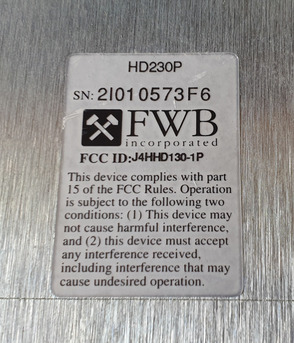 HD230P
SN: 2I010573F6
FWB
incorporated
FCC ID:J4HHD130-1P
This device complies with part
15 of the FCC Rules. Operation
is subject to the following two
conditions: (1) This device may
not cause harmful interference,
and (2) this device must accept
any interference received,
including interference that may
cause undesired operation.